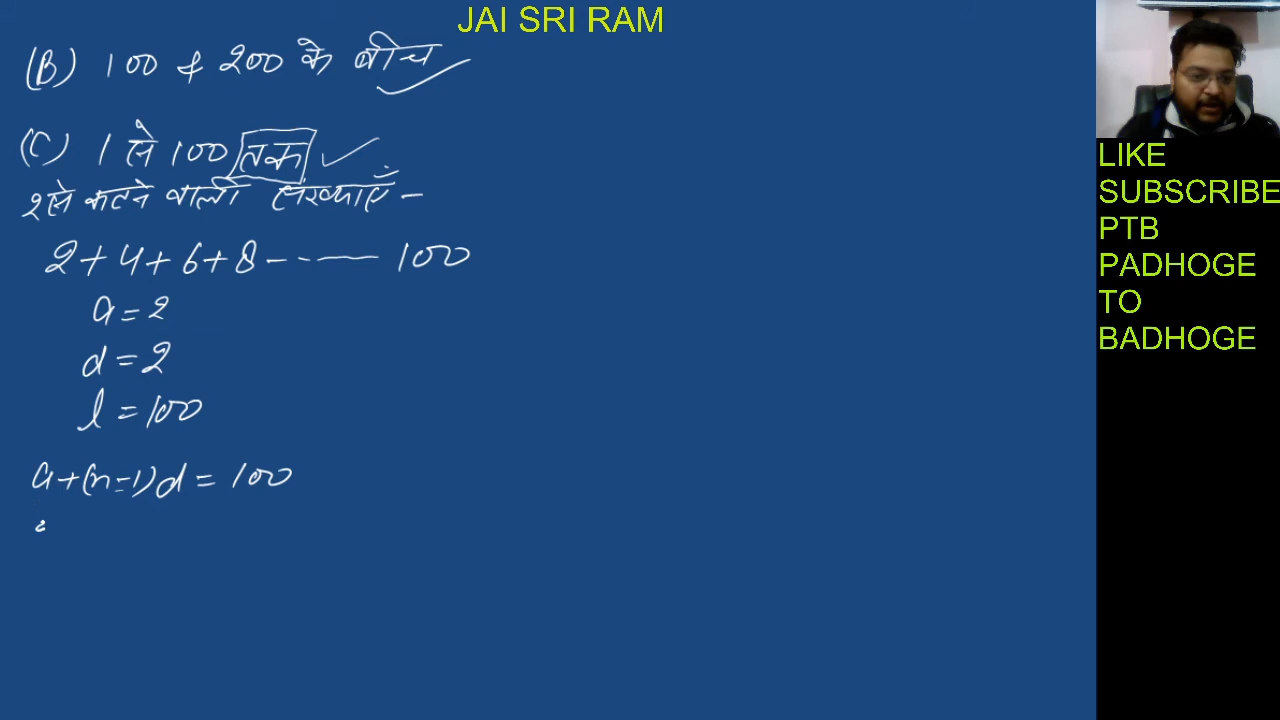 JAI SRI RAM
(B) 100 & 200 के बीच
(C) 1 से 100 तक
2 से कटने वाली संख्याएँ -
2+4+6+8------100
a=2
d=2
l=100
a+(n-1)d=100
LIKE
SUBSCRIBE
PTB
PADHOGE
TO
BADHOGE